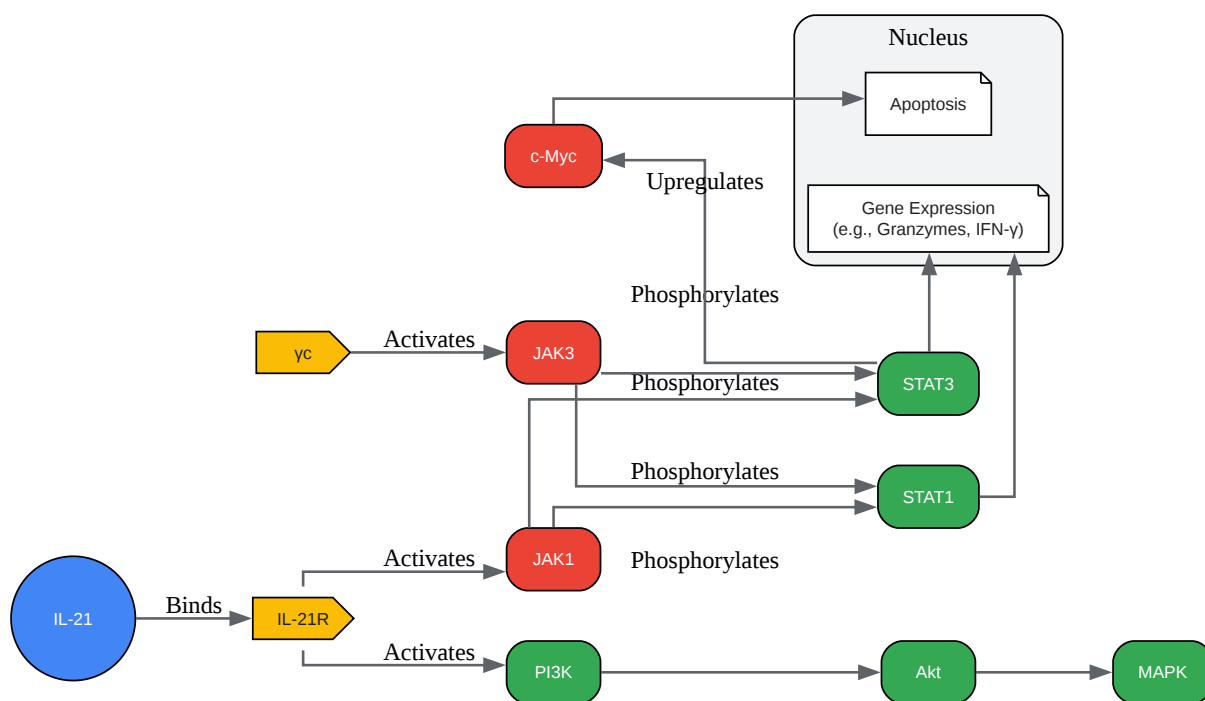 Nucleus
Apoptosis
c-Myc
Upregulates
Gene Expression
(e.g., Granzymes, IFN-γ)
Phosphorylates
Activates
γc
JAK3
Phosphorylates
STAT3
Phosphorylates
STAT1
Activates
JAK1
Phosphorylates
Binds
IL-21
IL-21R
Activates
PI3K
Akt
MAPK